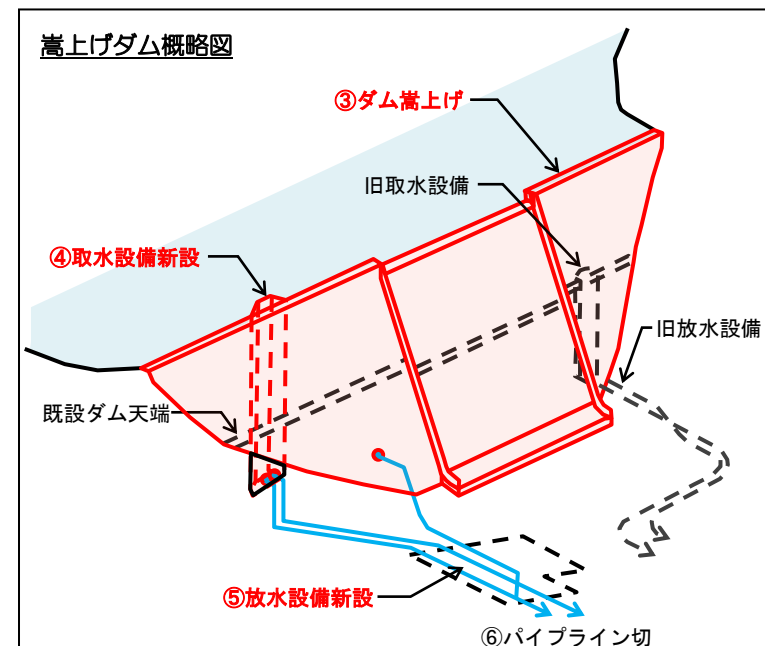 嵩上げダム概略図
③ダム嵩上げ
旧取水設備
④取水設備新設
旧放水設備
既設ダム天端
⑤放水設備新設
⑥パイプライン切